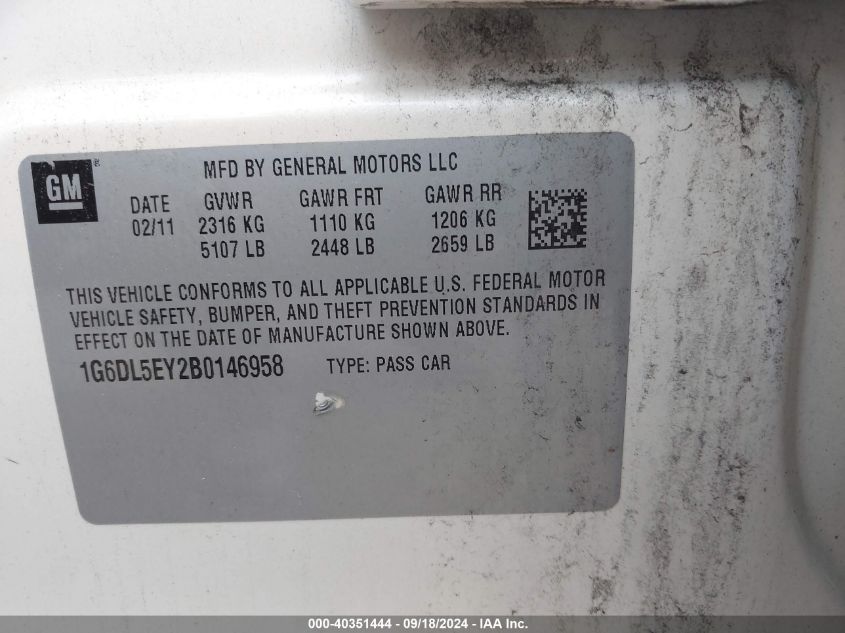 GM
MFD BY GENERAL MOTORS LLC
DATE GVWR GAWR FRT GAWR RR
02/11 2316 KG 1110 KG 1206 KG
5107 LB 2448 LB 2659 LB
THIS VEHICLE CONFORMS TO ALL APPLICABLE U.S. FEDERAL MOTOR
VEHICLE SAFETY, BUMPER, AND THEFT PREVENTION STANDARDS IN
EFFECT ON THE DATE OF MANUFACTURE SHOWN ABOVE.
1G6DL5EY2B0146958 TYPE: PASS CAR
000-40351444 - 09/18/2024 - IAA Inc.